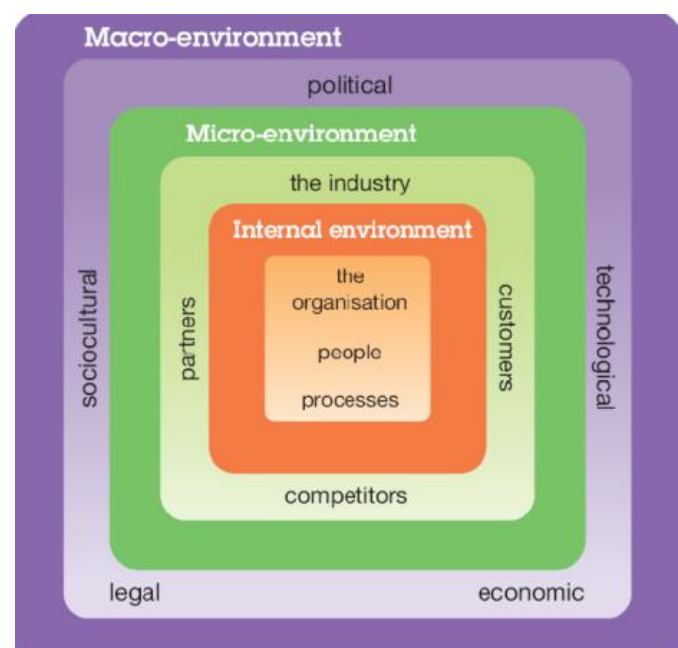 Macro-environment
political
Micro-environment
the industry
Internal environment
the
organisation
people
processes
sociocultural
partners
customers
technological
competitors
legal
economic